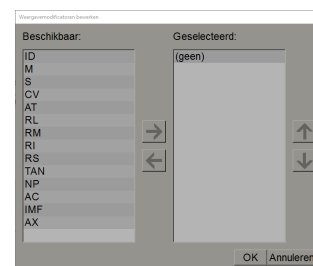 Weergavemodificatoren bewerken
Beschikbaar:
Geselecteerd:
ID
M
S
CV
AT
RL
RM
RI
RS
TAN
NP
AC
IMF
AX
(geen)
OK
Annuleren